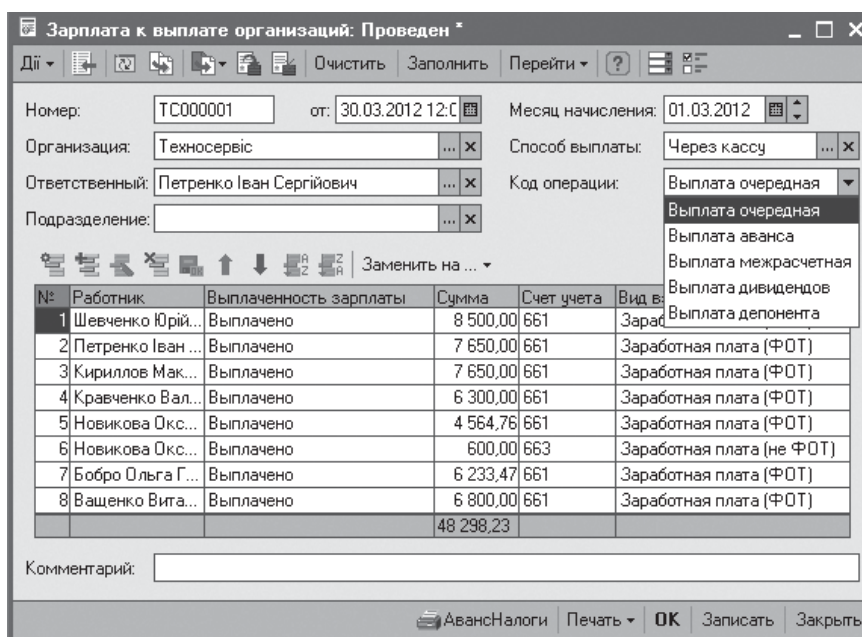 Зарплата к выплате организаций: Проведен *
Дії Очистить Заполнить Перейти ?
Номер: ТС000001 от: 30.03.2012 12:0 Месяц начисления: 01.03.2012
Организация: Техносервіс ... x Способ выплаты: Через кассу ... x
Ответственный: Петренко Іван Сергійович ... x Код операции: Выплата очередная
Подразделение: ... x
Выплата очередная
Выплата аванса
Выплата межрасчетная
Выплата дивидендов
Выплата депонента
Заменить на ...
№ Работник Выплаченность зарплаты Сумма Счет учета Вид в
1 Шевченко Юрій... Выплачено 8 500,00 661 Зараб
2 Петренко Іван ... Выплачено 7 650,00 661 Заработная плата (ФОТ)
3 Кириллов Мак... Выплачено 7 650,00 661 Заработная плата (ФОТ)
4 Кравченко Вал... Выплачено 6 300,00 661 Заработная плата (ФОТ)
5 Новикова Окс... Выплачено 4 564,76 661 Заработная плата (ФОТ)
6 Новикова Окс... Выплачено 600,00 663 Заработная плата (не ФОТ)
7 Бобро Ольга Г... Выплачено 6 233,47 661 Заработная плата (ФОТ)
8 Ващенко Вита... Выплачено 6 800,00 661 Заработная плата (ФОТ)
48 298,23
Комментарий:
АвансНалоги Печать OK Записать Закрыть